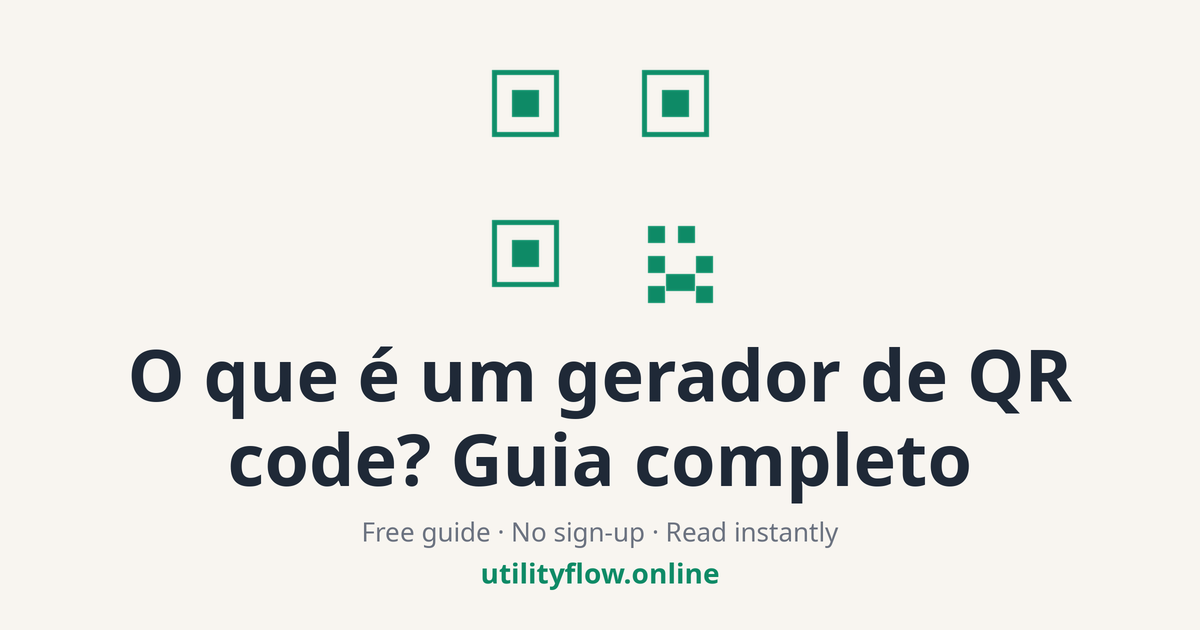 O que é um gerador de QR
code? Guia completo
Free guide · No sign-up · Read instantly
utilityflow.online